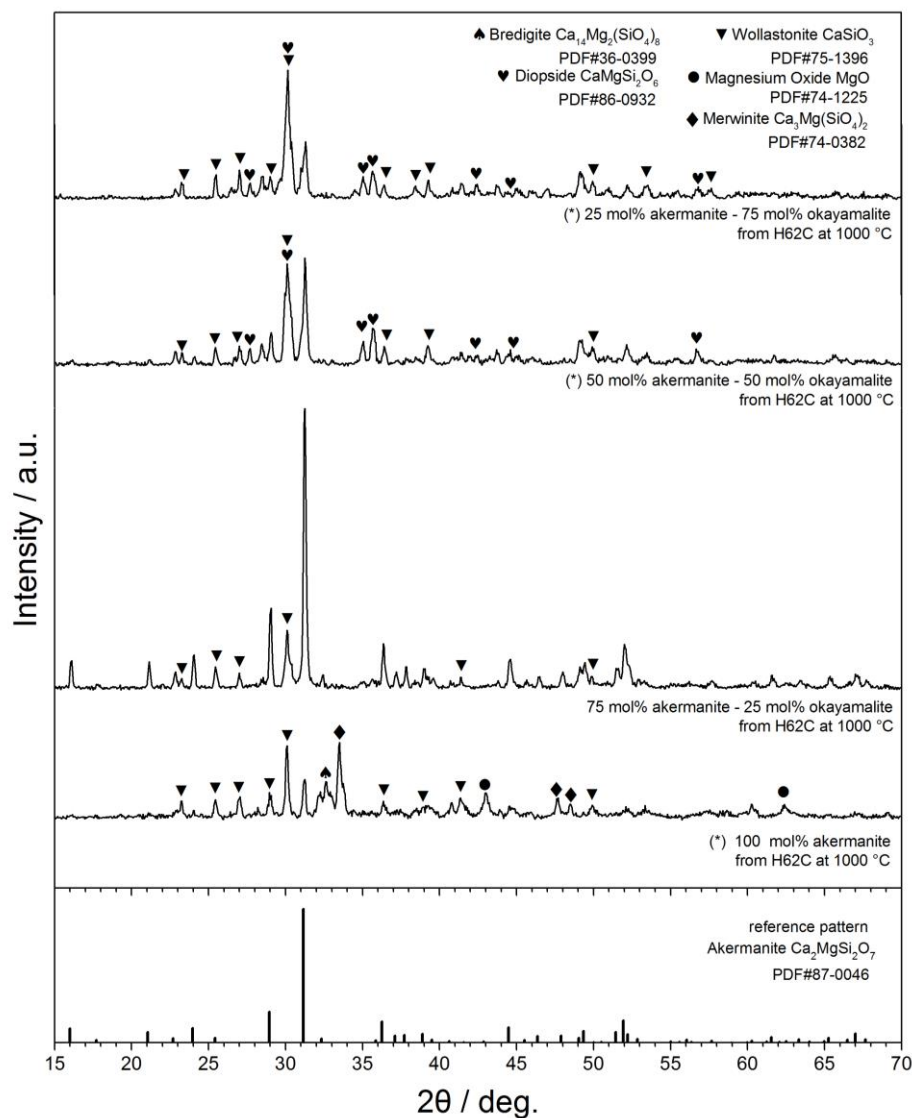 ♠ Bredigite Ca₁₄Mg₂(SiO₄)₈
PDF#36-0399
♥ Diopside CaMgSi₂O₆
PDF#86-0932
▼ Wollastonite CaSiO₃
PDF#75-1396
● Magnesium Oxide MgO
PDF#74-1225
◆ Merwinite Ca₃Mg(SiO₄)₂
PDF#74-0382
(*) 25 mol% akermanite - 75 mol% okayamalite
from H62C at 1000 °C
(*) 50 mol% akermanite - 50 mol% okayamalite
from H62C at 1000 °C
75 mol% akermanite - 25 mol% okayamalite
from H62C at 1000 °C
(*) 100 mol% akermanite
from H62C at 1000 °C
reference pattern
Akermanite Ca₂MgSi₂O₇
PDF#87-0046
Intensity / a.u.
15 20 25 30 35 40 45 50 55 60 65 70
2θ / deg.